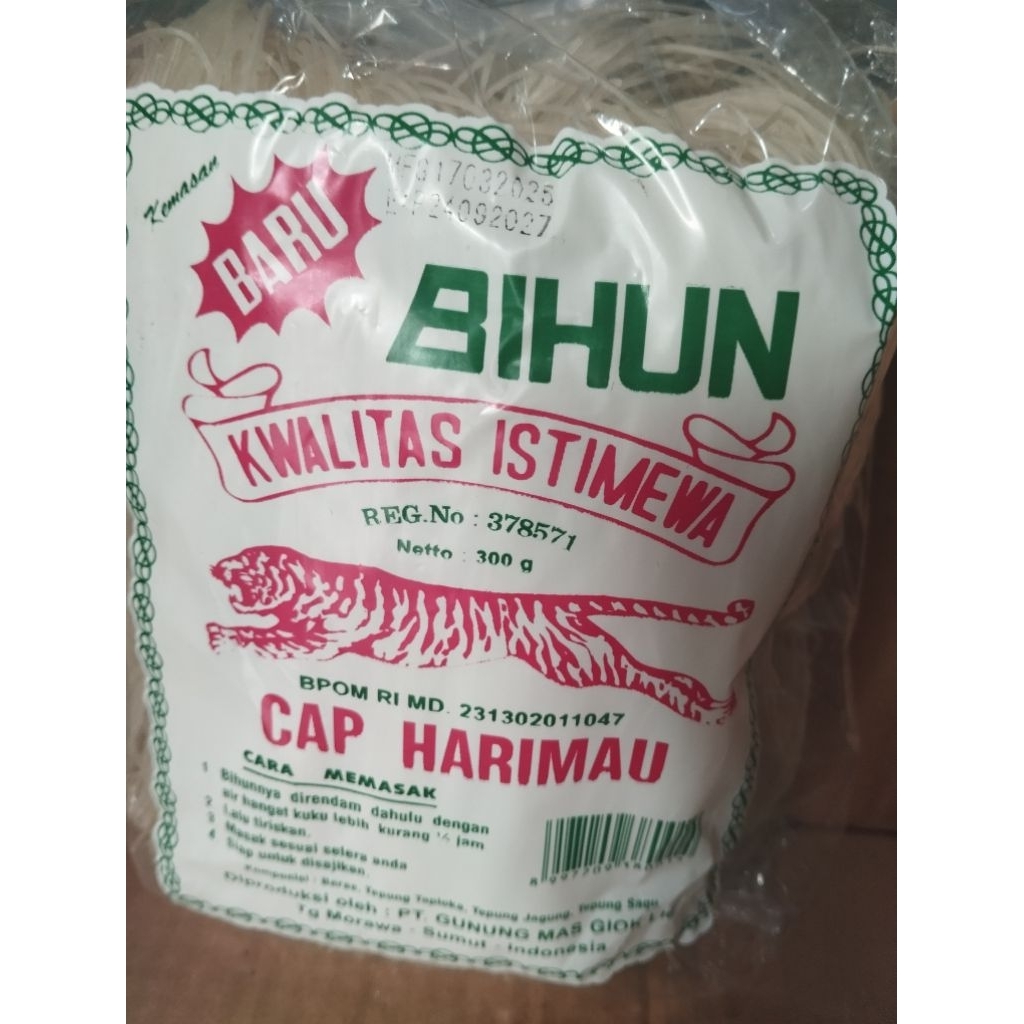 Kemasan
BARU
17032025
24092027
BIHUN
KWALITAS ISTIMEWA
REG.No : 378571
Netto : 300 g
BPOM RI MD. 231302011047
CAP HARIMAU
CARA MEMASAK
1 Bihunnya direndam dahulu dengan
air hangat kuku lebih kurang jam
2 Lalu tiriskan.
3 Masak sesuai selera anda
4 Siap untuk disajikan.
Komposisi : Beras, Tepung Tapioka, Tepung Jagung, Tepung Sagu
Diproduksi oleh : PT. GUNUNG MAS GIOK
Tg Morawa - Sumut - Indonesia